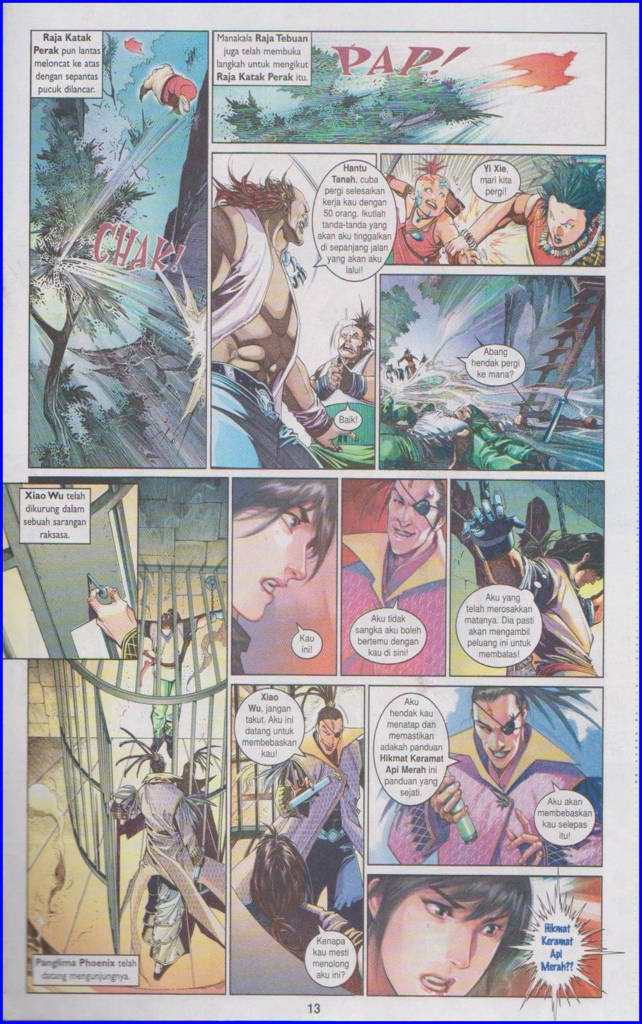 Raja Katak
Perak pun lantas
meloncat ke atas
dengan sepantas
pucuk dilancar.
Manakala Raja Tebuan
juga telah membuka
langkah untuk mengikut
Raja Katak Perak itu.
PAP!
CHAK!
Hantu
Tanah, cuba
pergi selesaikan
kerja kau dengan
50 orang. Ikutlah
tanda-tanda yang
akan aku tinggalkan
di sepanjang jalan
yang akan aku
lalui!
Baik!
Yi Xie,
mari kita
pergi!
Abang
hendak pergi
ke mana?
Xiao Wu telah
dikurung dalam
sebuah sarangan
raksasa.
Kau
ini!
Aku tidak
sangka aku boleh
bertemu dengan
kau di sini!
Aku yang
telah merosakkan
matanya. Dia pasti
akan mengambil
peluang ini untuk
membalas!
Panglima Phoenix telah
datang mengunjungnya.
Xiao
Wu, jangan
takut. Aku ini
datang untuk
membebaskan
kau!
Kenapa
kau mesti
menolong
aku ini?
Aku
hendak kau
menatap dan
memastikan
adakah panduan
Hikmat Keramat
Api Merah ini
panduan yang
sejati.
Aku akan
membebaskan
kau selepas
itu!
Hikmat
Keramat
Api
Merah??
13